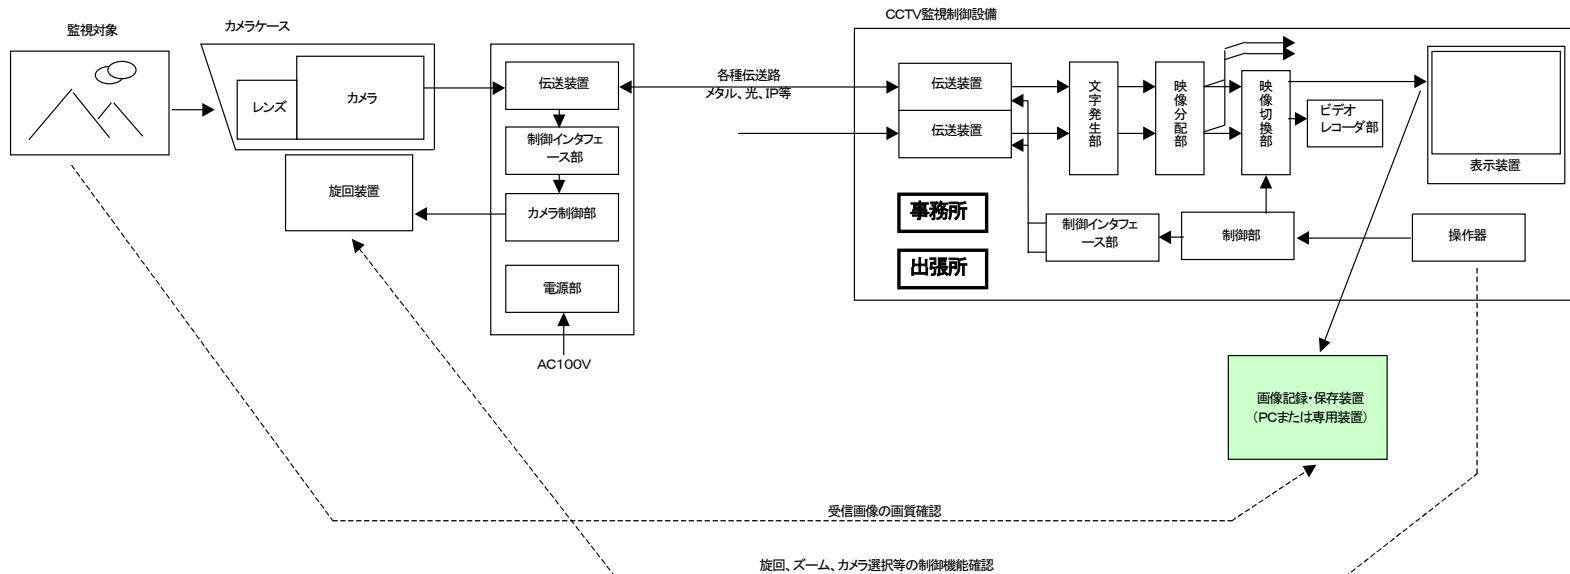 監視対象
カメラケース
レンズ
カメラ
旋回装置
伝送装置
制御インタフェ
ース部
カメラ制御部
電源部
AC100V
各種伝送路
メタル、光、IP等
CCTV監視制御設備
伝送装置
伝送装置
文字発生部
映像分配部
映像切換部
ビデオ
レコーダ部
表示装置
事務所
出張所
制御インタフェ
ース部
制御部
操作器
画像記録・保存装置
(PCまたは専用装置)
受信画像の画質確認
旋回、ズーム、カメラ選択等の制御機能確認